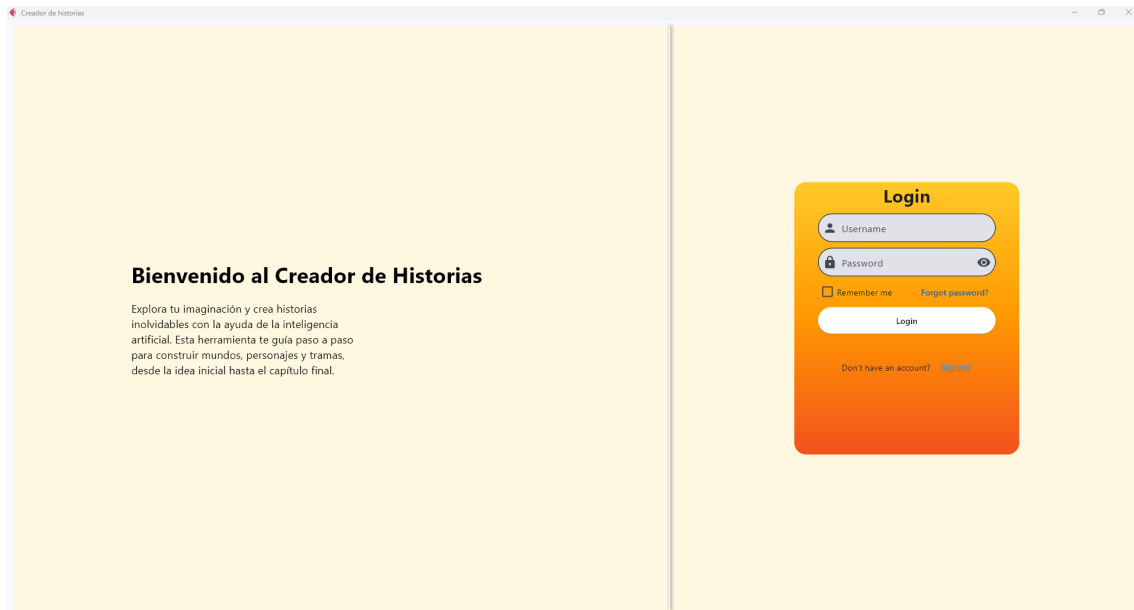 Creador de historias
Bienvenido al Creador de Historias
Explora tu imaginación y crea historias
inolvidables con la ayuda de la inteligencia
artificial. Esta herramienta te guía paso a paso
para construir mundos, personajes y tramas,
desde la idea inicial hasta el capítulo final.
Login
Username
Password
Remember me Forgot password?
Login
Don't have an account? Register